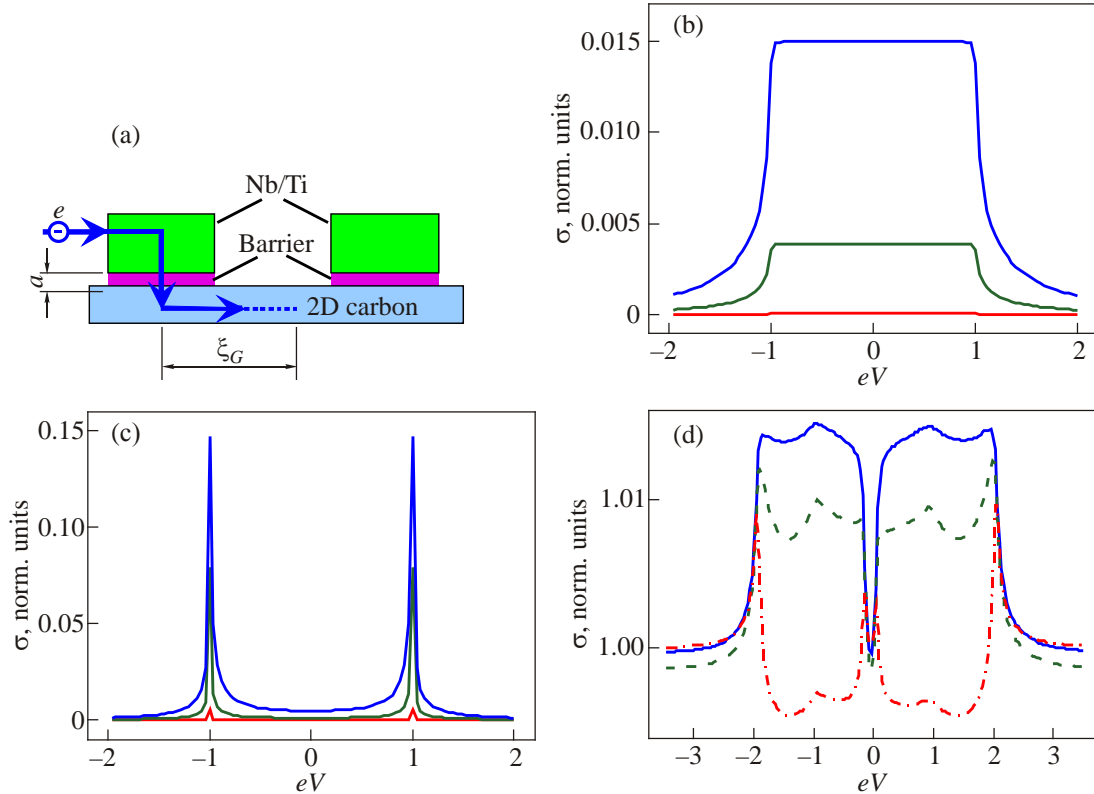 (a)
Nb/Ti
e
Barrier
a
2D carbon
ξG
(b)
0.015
0.010
0.005
0
σ, norm. units
−2 −1 0 1 2
eV
(c)
0.15
0.10
0.05
0
σ, norm. units
−2 −1 0 1 2
eV
(d)
1.01
1.00
σ, norm. units
−3 −2 −1 0 1 2 3
eV